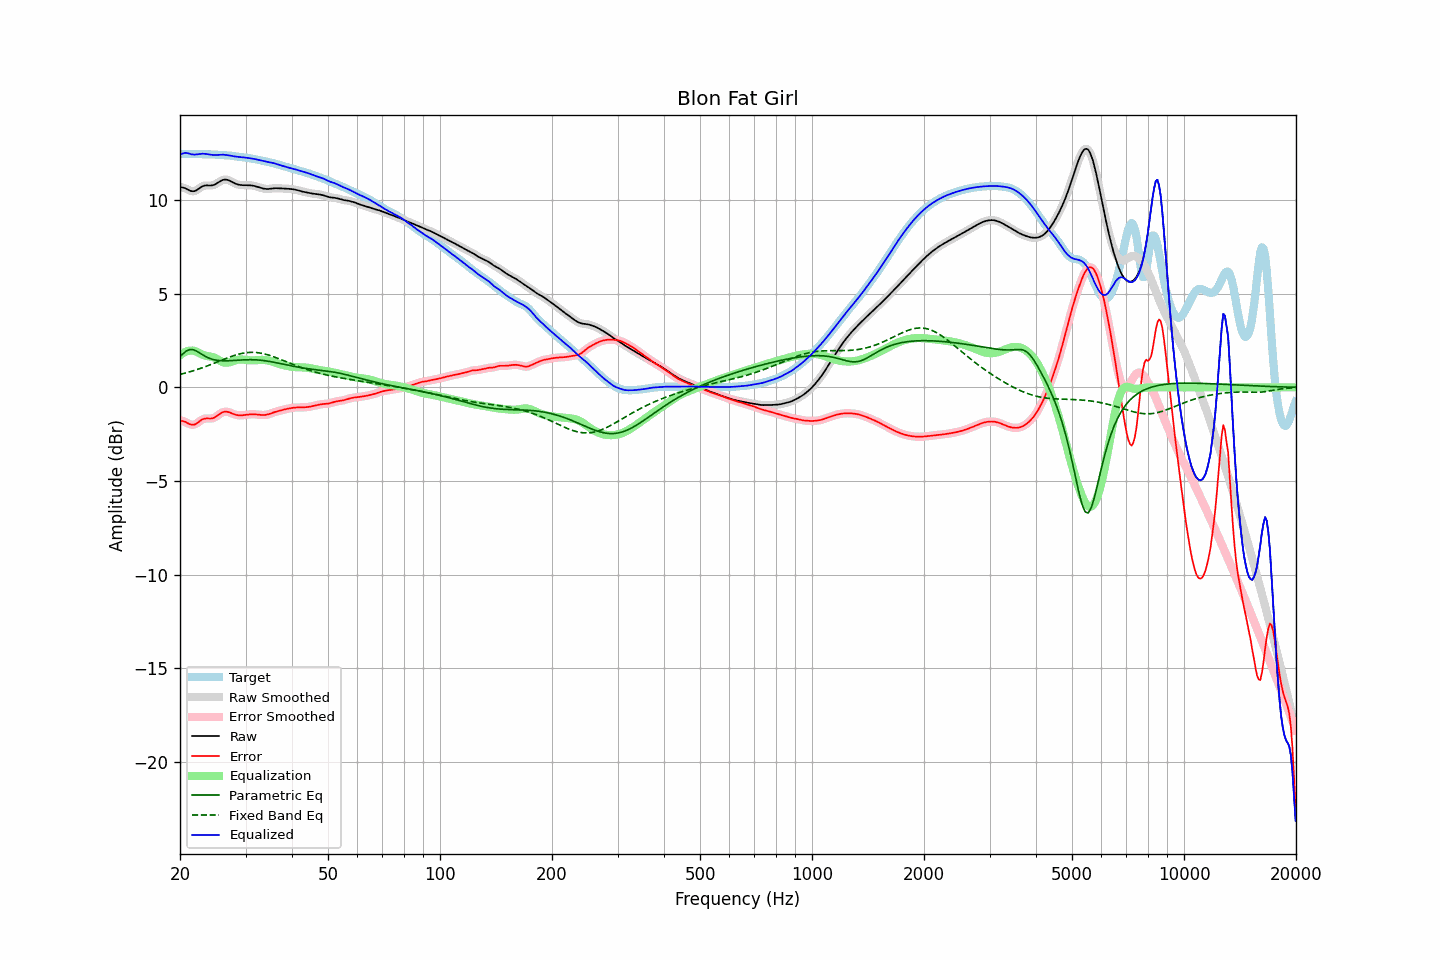 Blon Fat Girl
Amplitude (dBr)
10
5
0
−5
−10
−15
−20
Target
Raw Smoothed
Error Smoothed
Raw
Error
Equalization
Parametric Eq
Fixed Band Eq
Equalized
20 50 100 200 500 1000 2000 5000 10000 20000
Frequency (Hz)